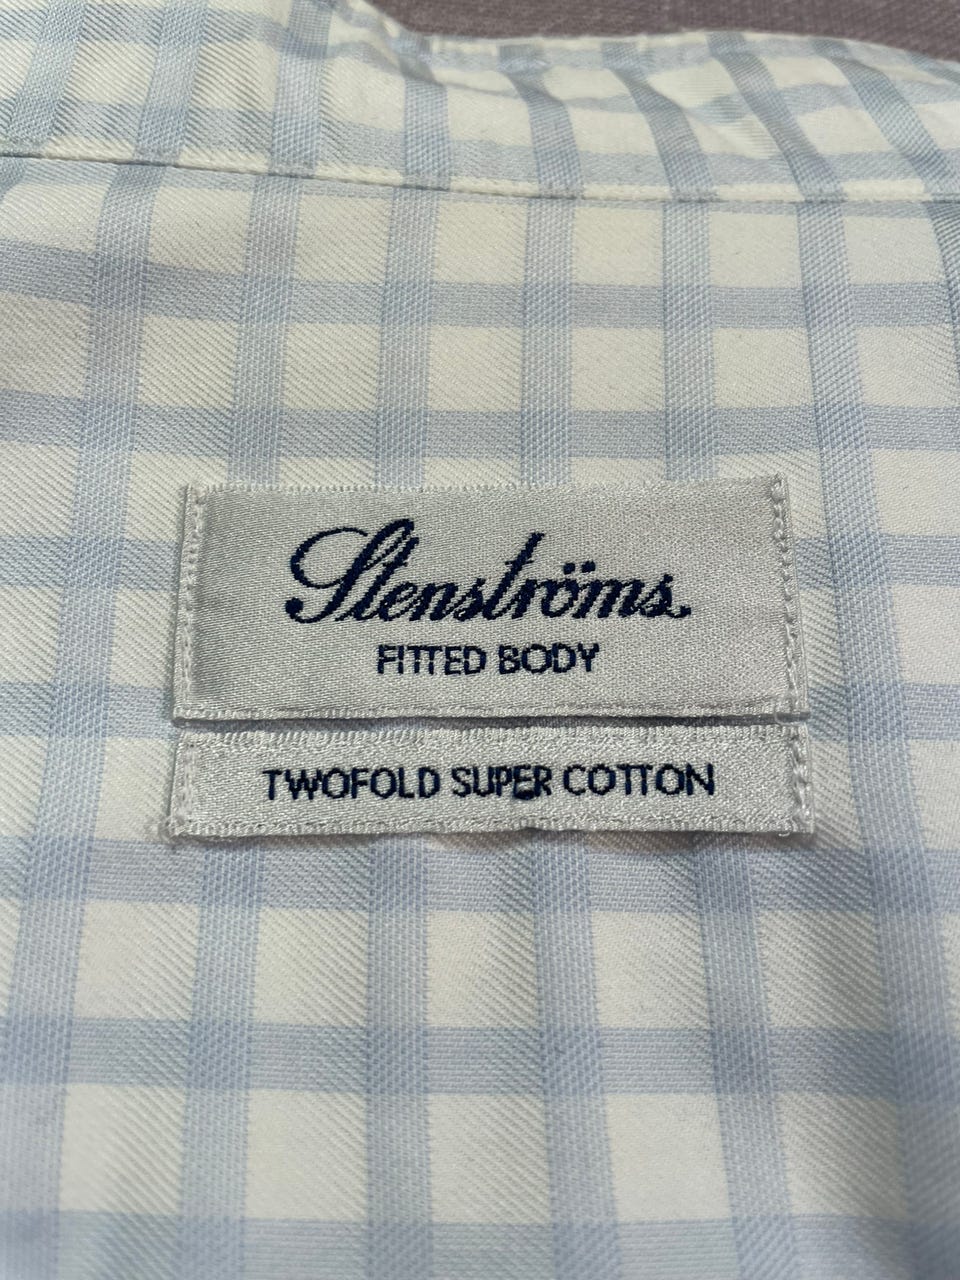 Stenströms
FITTED BODY
TWOFOLD SUPER COTTON